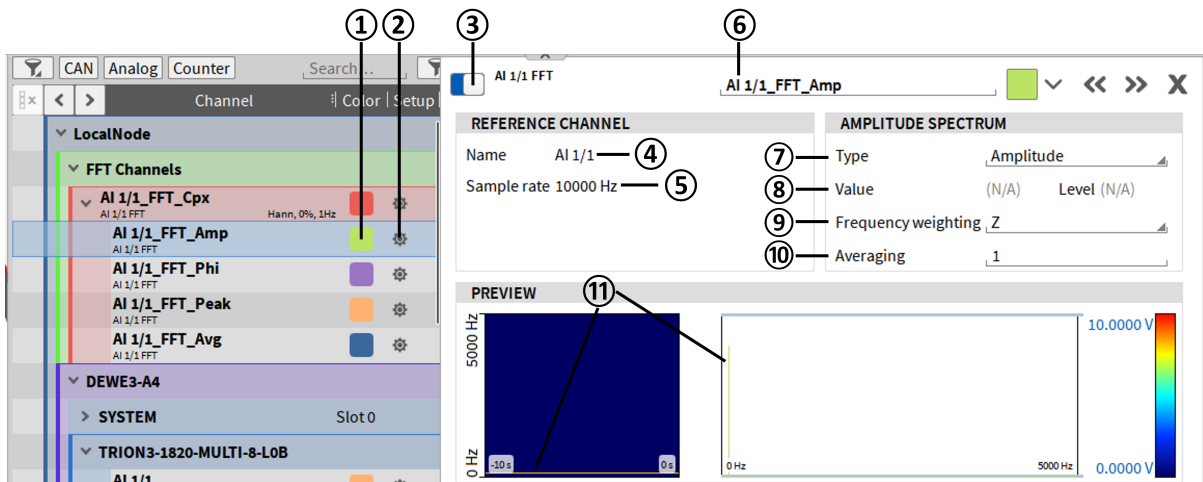 1 2 3 6
CAN Analog Counter Search...
Channel Color Setup
LocalNode
FFT Channels
AI 1/1_FFT_Cpx
AI 1/1 FFT Hann, 0%, 1Hz
AI 1/1_FFT_Amp
AI 1/1 FFT
AI 1/1_FFT_Phi
AI 1/1 FFT
AI 1/1_FFT_Peak
AI 1/1 FFT
AI 1/1_FFT_Avg
AI 1/1 FFT
DEWE3-A4
SYSTEM Slot 0
TRION3-1820-MULTI-8-L0B
AI 1/1
AI 1/1 FFT AI 1/1_FFT_Amp X
REFERENCE CHANNEL
Name AI 1/1 4
Sample rate 10000 Hz 5
AMPLITUDE SPECTRUM
7 Type Amplitude
8 Value (N/A) Level (N/A)
9 Frequency weighting Z
10 Averaging 1
PREVIEW 11
5000 Hz
0 Hz
-10 s 0 s
0 Hz 5000 Hz
10.0000 V
0.0000 V